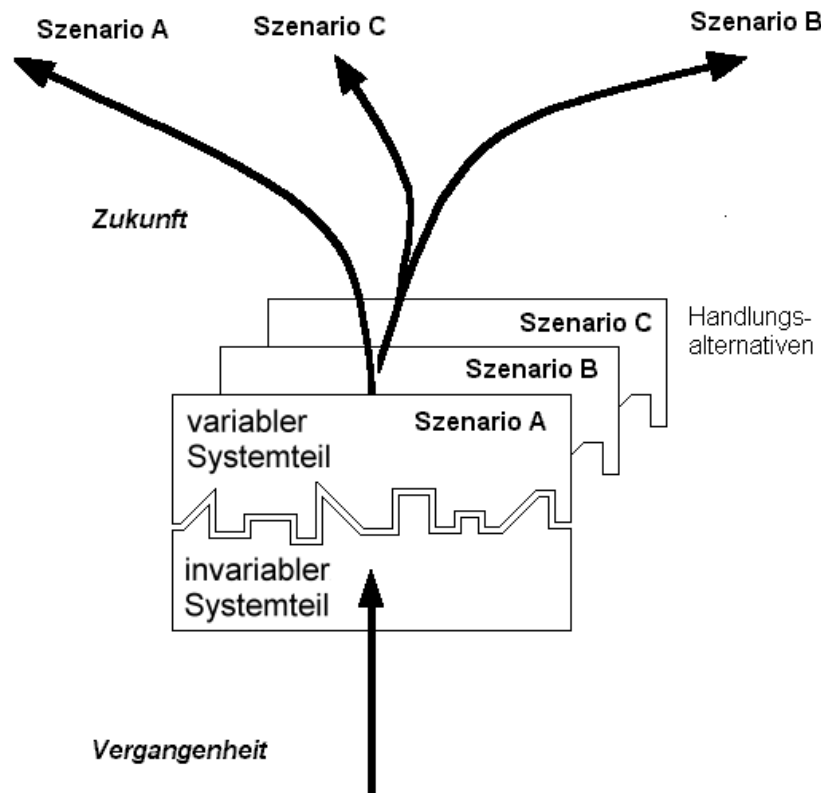 Szenario A
Szenario C
Szenario B
Zukunft
Szenario C
Handlungs-
alternativen
Szenario B
Szenario A
variabler
Systemteil
invariabler
Systemteil
Vergangenheit